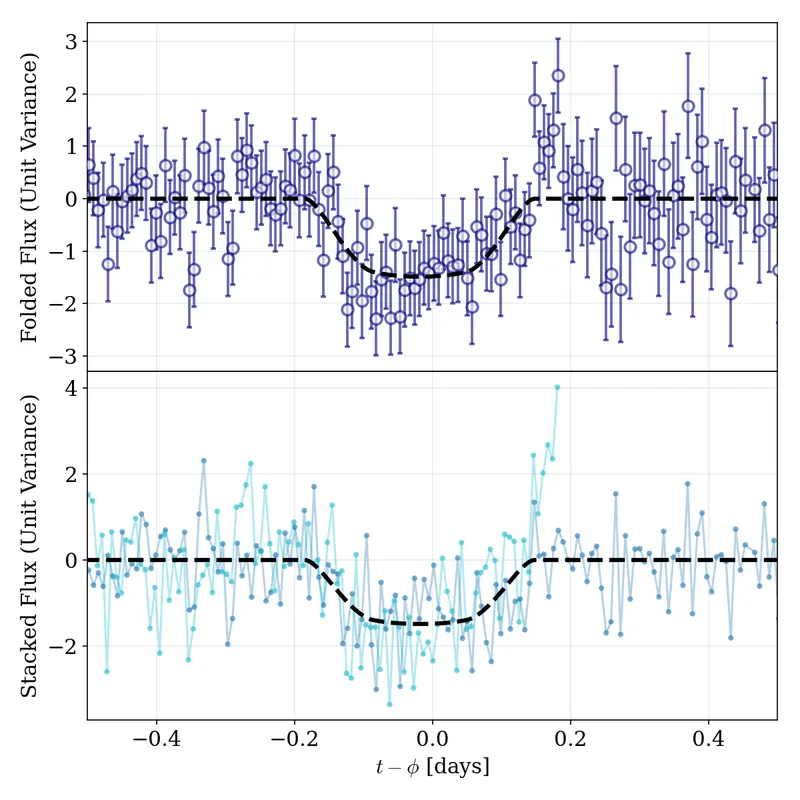 Folded Flux (Unit Variance)
3
2
1
0
−1
−2
−3
Stacked Flux (Unit Variance)
4
2
0
−2
−0.4 −0.2 0.0 0.2 0.4
t − ϕ [days]